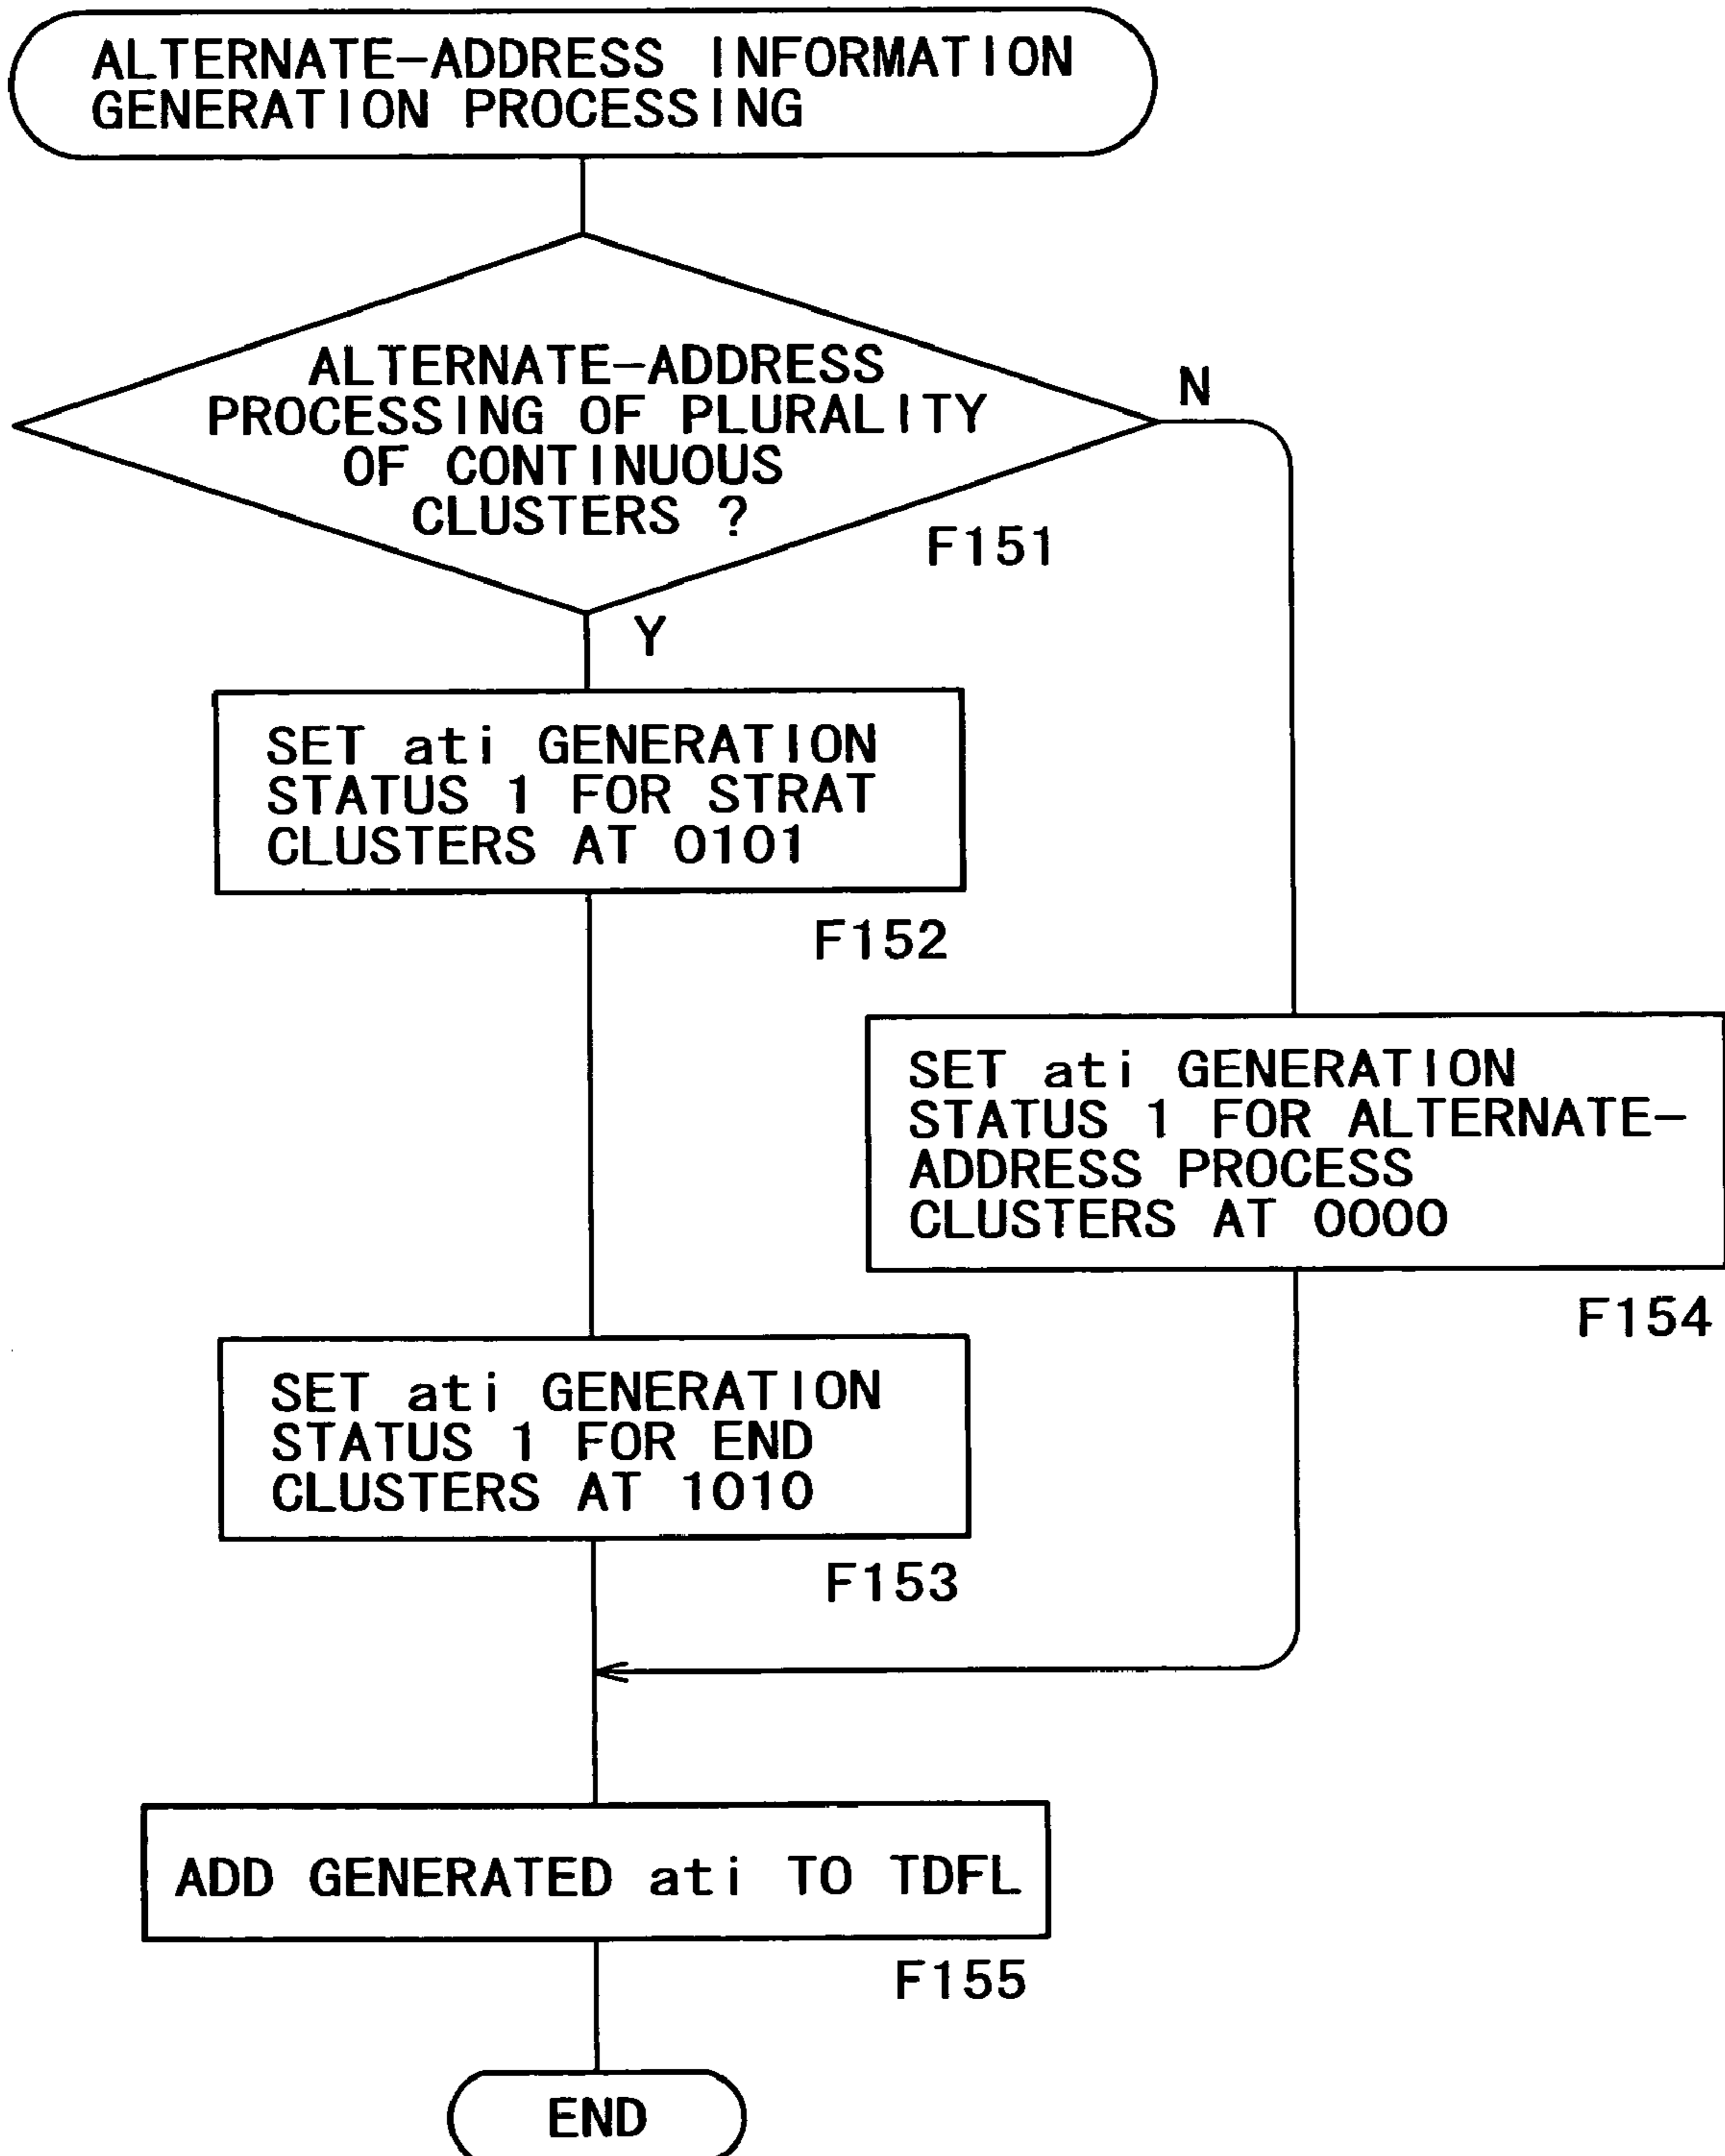 ALTERNATE-ADDRESS INFORMATION
GENERATION PROCESSING
ALTERNATE-ADDRESS
PROCESSING OF PLURALITY
OF CONTINUOUS
CLUSTERS ?
N
F151
Y
SET ati GENERATION
STATUS 1 FOR STRAT
CLUSTERS AT 0101
F152
SET ati GENERATION
STATUS 1 FOR ALTERNATE-
ADDRESS PROCESS
CLUSTERS AT 0000
F154
SET ati GENERATION
STATUS 1 FOR END
CLUSTERS AT 1010
F153
ADD GENERATED ati TO TDFL
F155
END